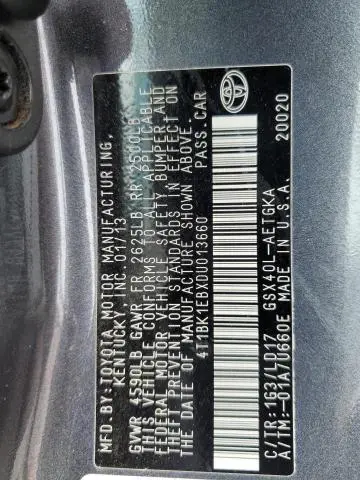 MFD. BY: TOYOTA MOTOR MANUFACTURING,
KENTUCKY, INC. 01/13
GVWR 4590LB GAWR FR 2625LB RR 2500LB
THIS VEHICLE CONFORMS TO ALL APPLICABLE
FEDERAL MOTOR VEHICLE SAFETY BUMPER AND
THEFT PREVENTION STANDARDS IN EFFECT ON
THE DATE OF MANUFACTURE SHOWN ABOVE.
4T1BK1EBXDU013660 PASS. CAR
C/TR: 1G3/LD17 GSX40L-AETGKA
A/TM: -01A/U660E MADE IN U.S.A. 20020